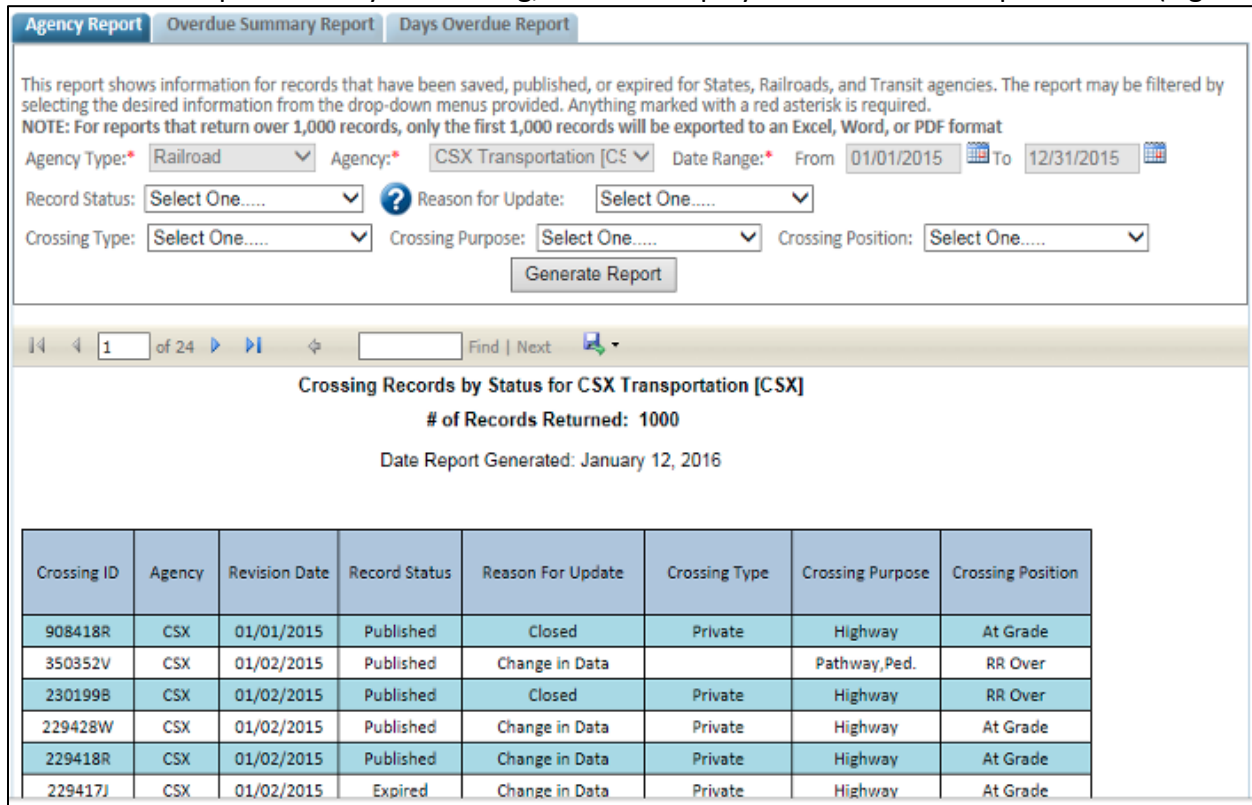 Agency Report Overdue Summary Report Days Overdue Report
This report shows information for records that have been saved, published, or expired for States, Railroads, and Transit agencies. The report may be filtered by
selecting the desired information from the drop-down menus provided. Anything marked with a red asterisk is required.
NOTE: For reports that return over 1,000 records, only the first 1,000 records will be exported to an Excel, Word, or PDF format
Agency Type:* Railroad Agency:* CSX Transportation [CS Date Range:* From 01/01/2015 To 12/31/2015
Record Status: Select One..... ? Reason for Update: Select One.....
Crossing Type: Select One..... Crossing Purpose: Select One..... Crossing Position: Select One.....
Generate Report
1 of 24 Find | Next
Crossing Records by Status for CSX Transportation [CSX]
# of Records Returned: 1000
Date Report Generated: January 12, 2016
Crossing ID Agency Revision Date Record Status Reason For Update Crossing Type Crossing Purpose Crossing Position
908418R CSX 01/01/2015 Published Closed Private Highway At Grade
350352V CSX 01/02/2015 Published Change in Data Pathway,Ped. RR Over
230199B CSX 01/02/2015 Published Closed Private Highway RR Over
229428W CSX 01/02/2015 Published Change in Data Private Highway At Grade
229418R CSX 01/02/2015 Published Change in Data Private Highway At Grade
229417J CSX 01/02/2015 Expired Change in Data Private Highway At Grade